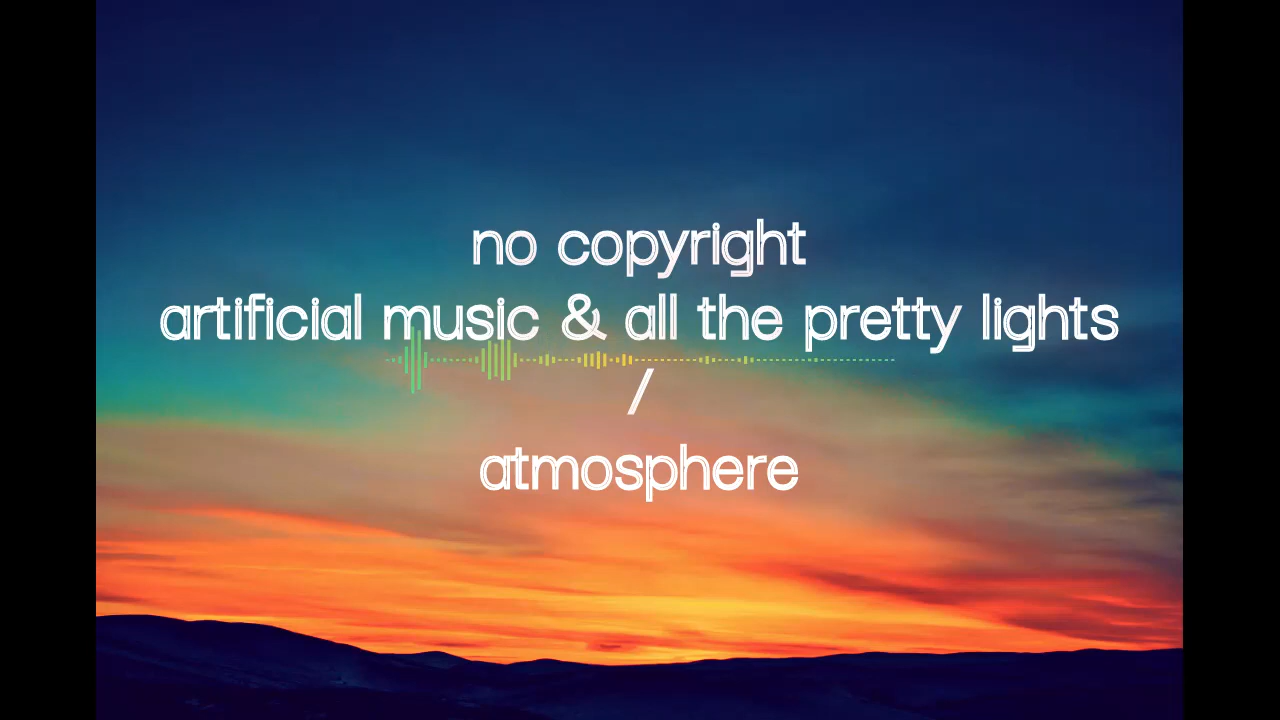 no copyright
artificial music & all the pretty lights
/
atmosphere